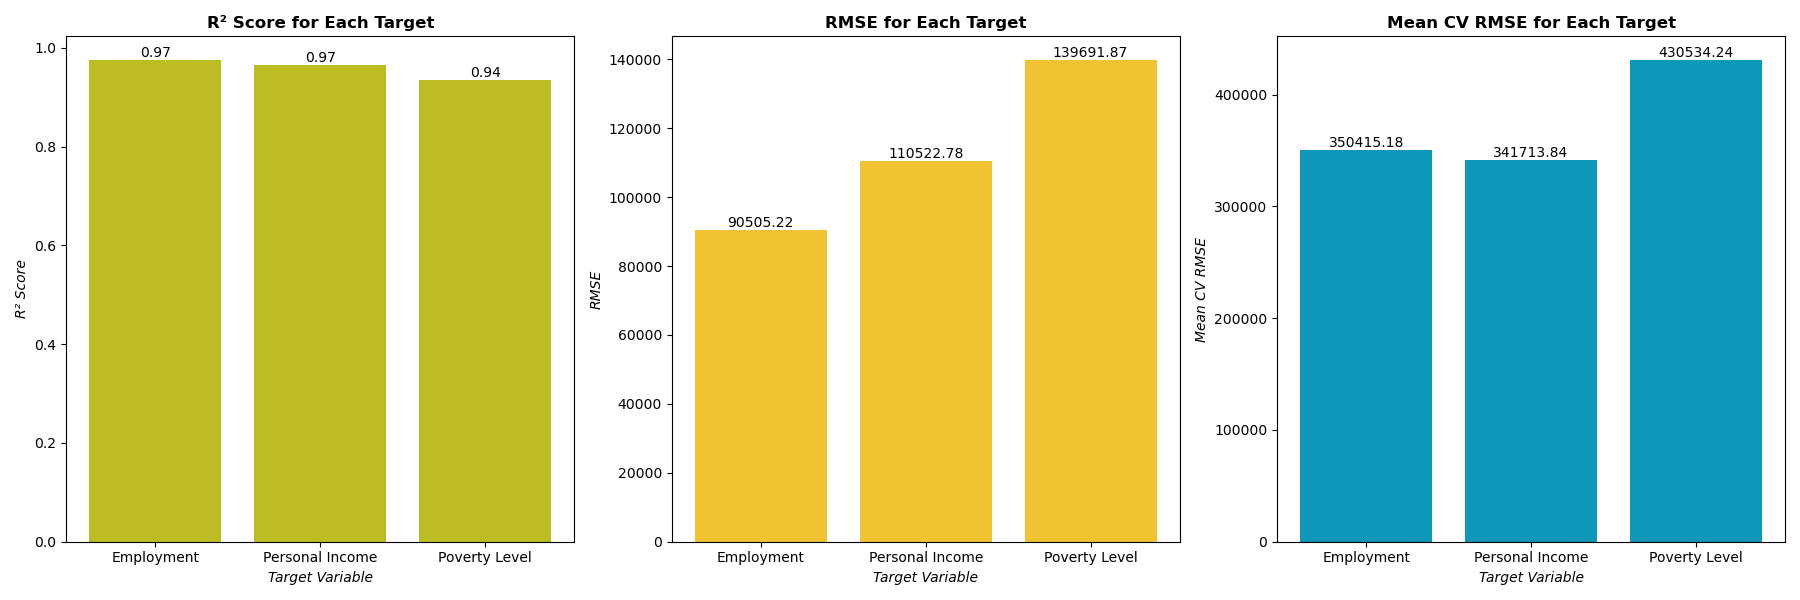 R² Score for Each Target
1.0
0.8
0.6
0.4
0.2
0.0
R² Score
0.97
0.97
0.94
Employment
Personal Income
Poverty Level
Target Variable
RMSE for Each Target
140000
120000
100000
80000
60000
40000
20000
0
RMSE
90505.22
110522.78
139691.87
Employment
Personal Income
Poverty Level
Target Variable
Mean CV RMSE for Each Target
400000
300000
200000
100000
0
Mean CV RMSE
350415.18
341713.84
430534.24
Employment
Personal Income
Poverty Level
Target Variable